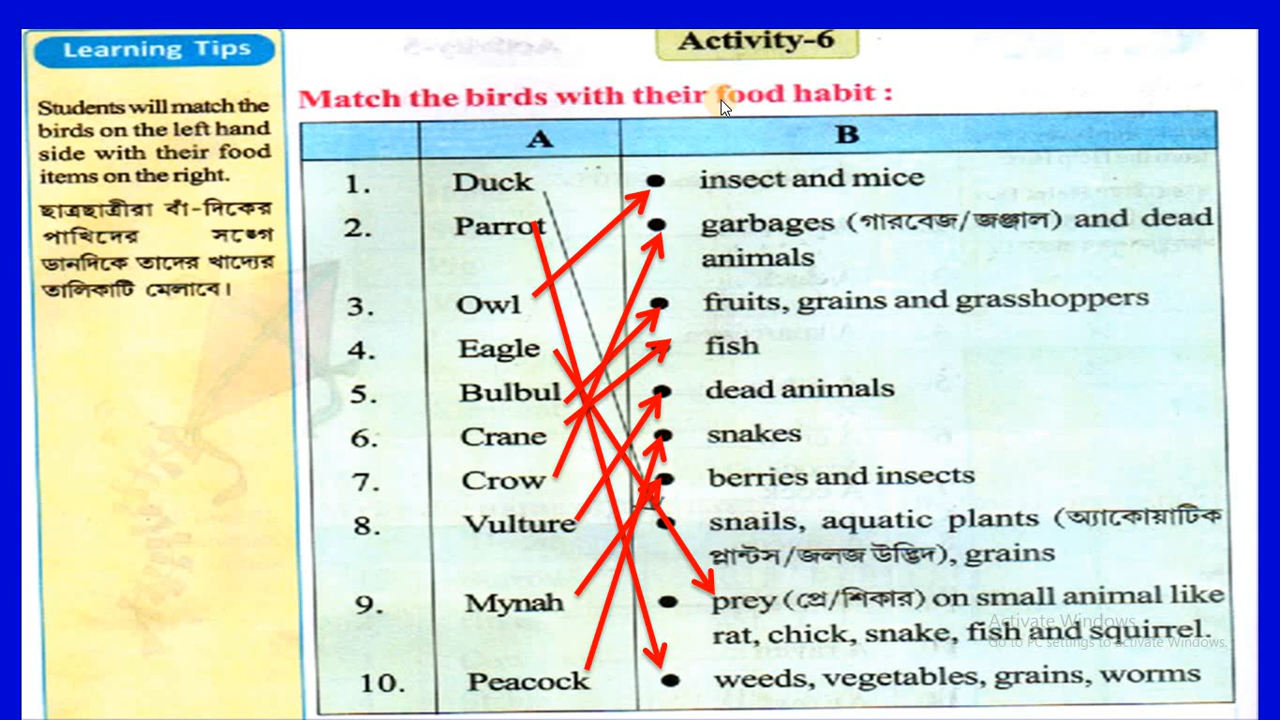 Learning Tips
Students will match the
birds on the left hand
side with their food
items on the right.
ছাত্রছাত্রীরা বাঁ-দিকের
পাখিদের সঙ্গে
ডানদিকে তাদের খাদ্যের
তালিকাটি মেলাবে।
Activity-6
Match the birds with their food habit :
A B
1. Duck insect and mice
2. Parrot garbages (গারবেজ/জঞ্জাল) and dead
animals
3. Owl fruits, grains and grasshoppers
4. Eagle fish
5. Bulbul dead animals
6. Crane snakes
7. Crow berries and insects
8. Vulture snails, aquatic plants (অ্যাকোয়াটিক
প্লান্টস/জলজ উদ্ভিদ), grains
9. Mynah prey (প্রে/শিকার) on small animal like
rat, chick, snake, fish and squirrel.
10. Peacock weeds, vegetables, grains, worms
Activate Windows
Go to PC settings to activate Windows.